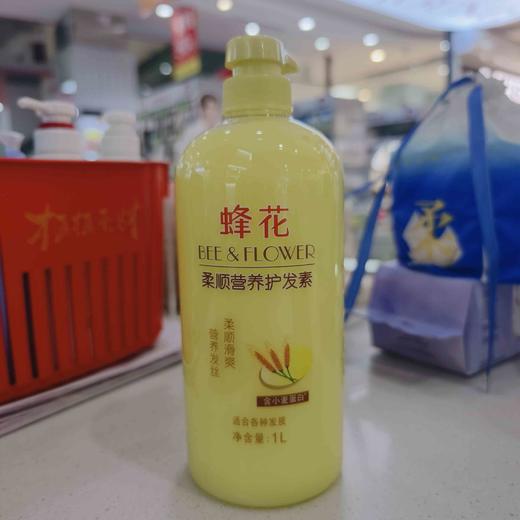 蜂花
BEE & FLOWER
柔顺营养护发素
柔顺滑爽
营养发丝
含小麦蛋白
适合各种发质
净含量:1L
柔